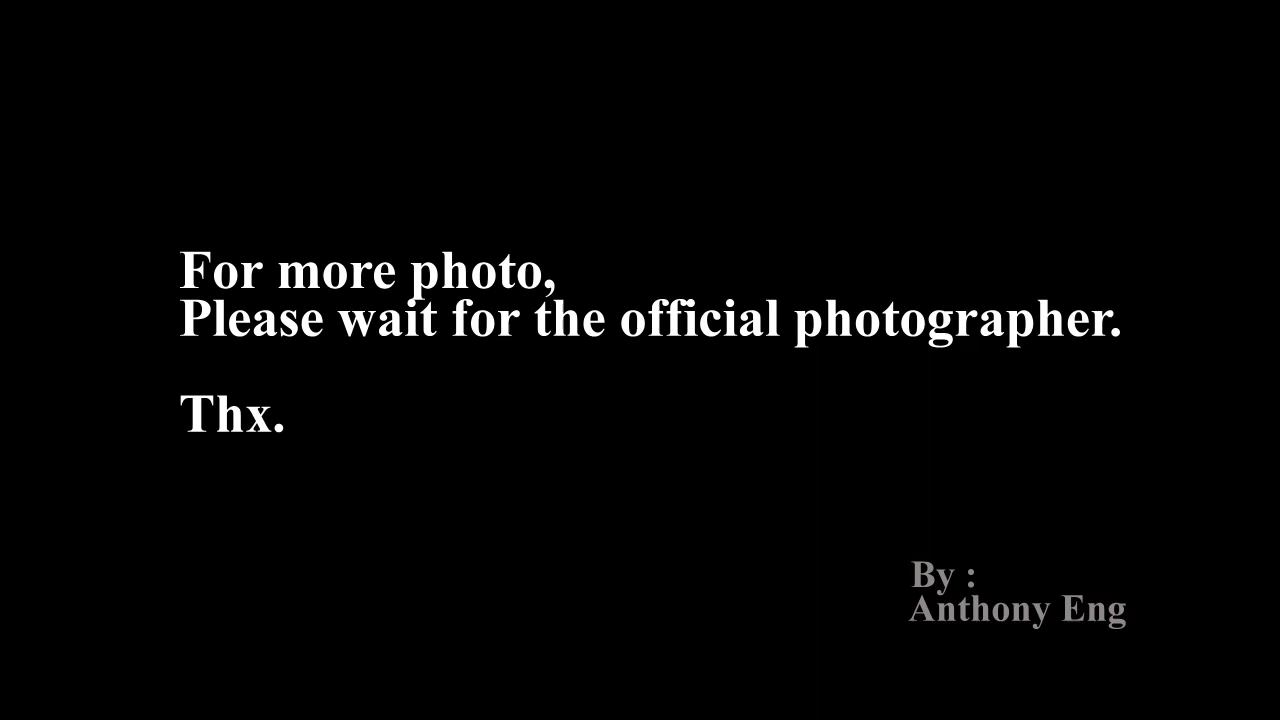 For more photo,
Please wait for the official photographer.
Thx.
By :
Anthony Eng